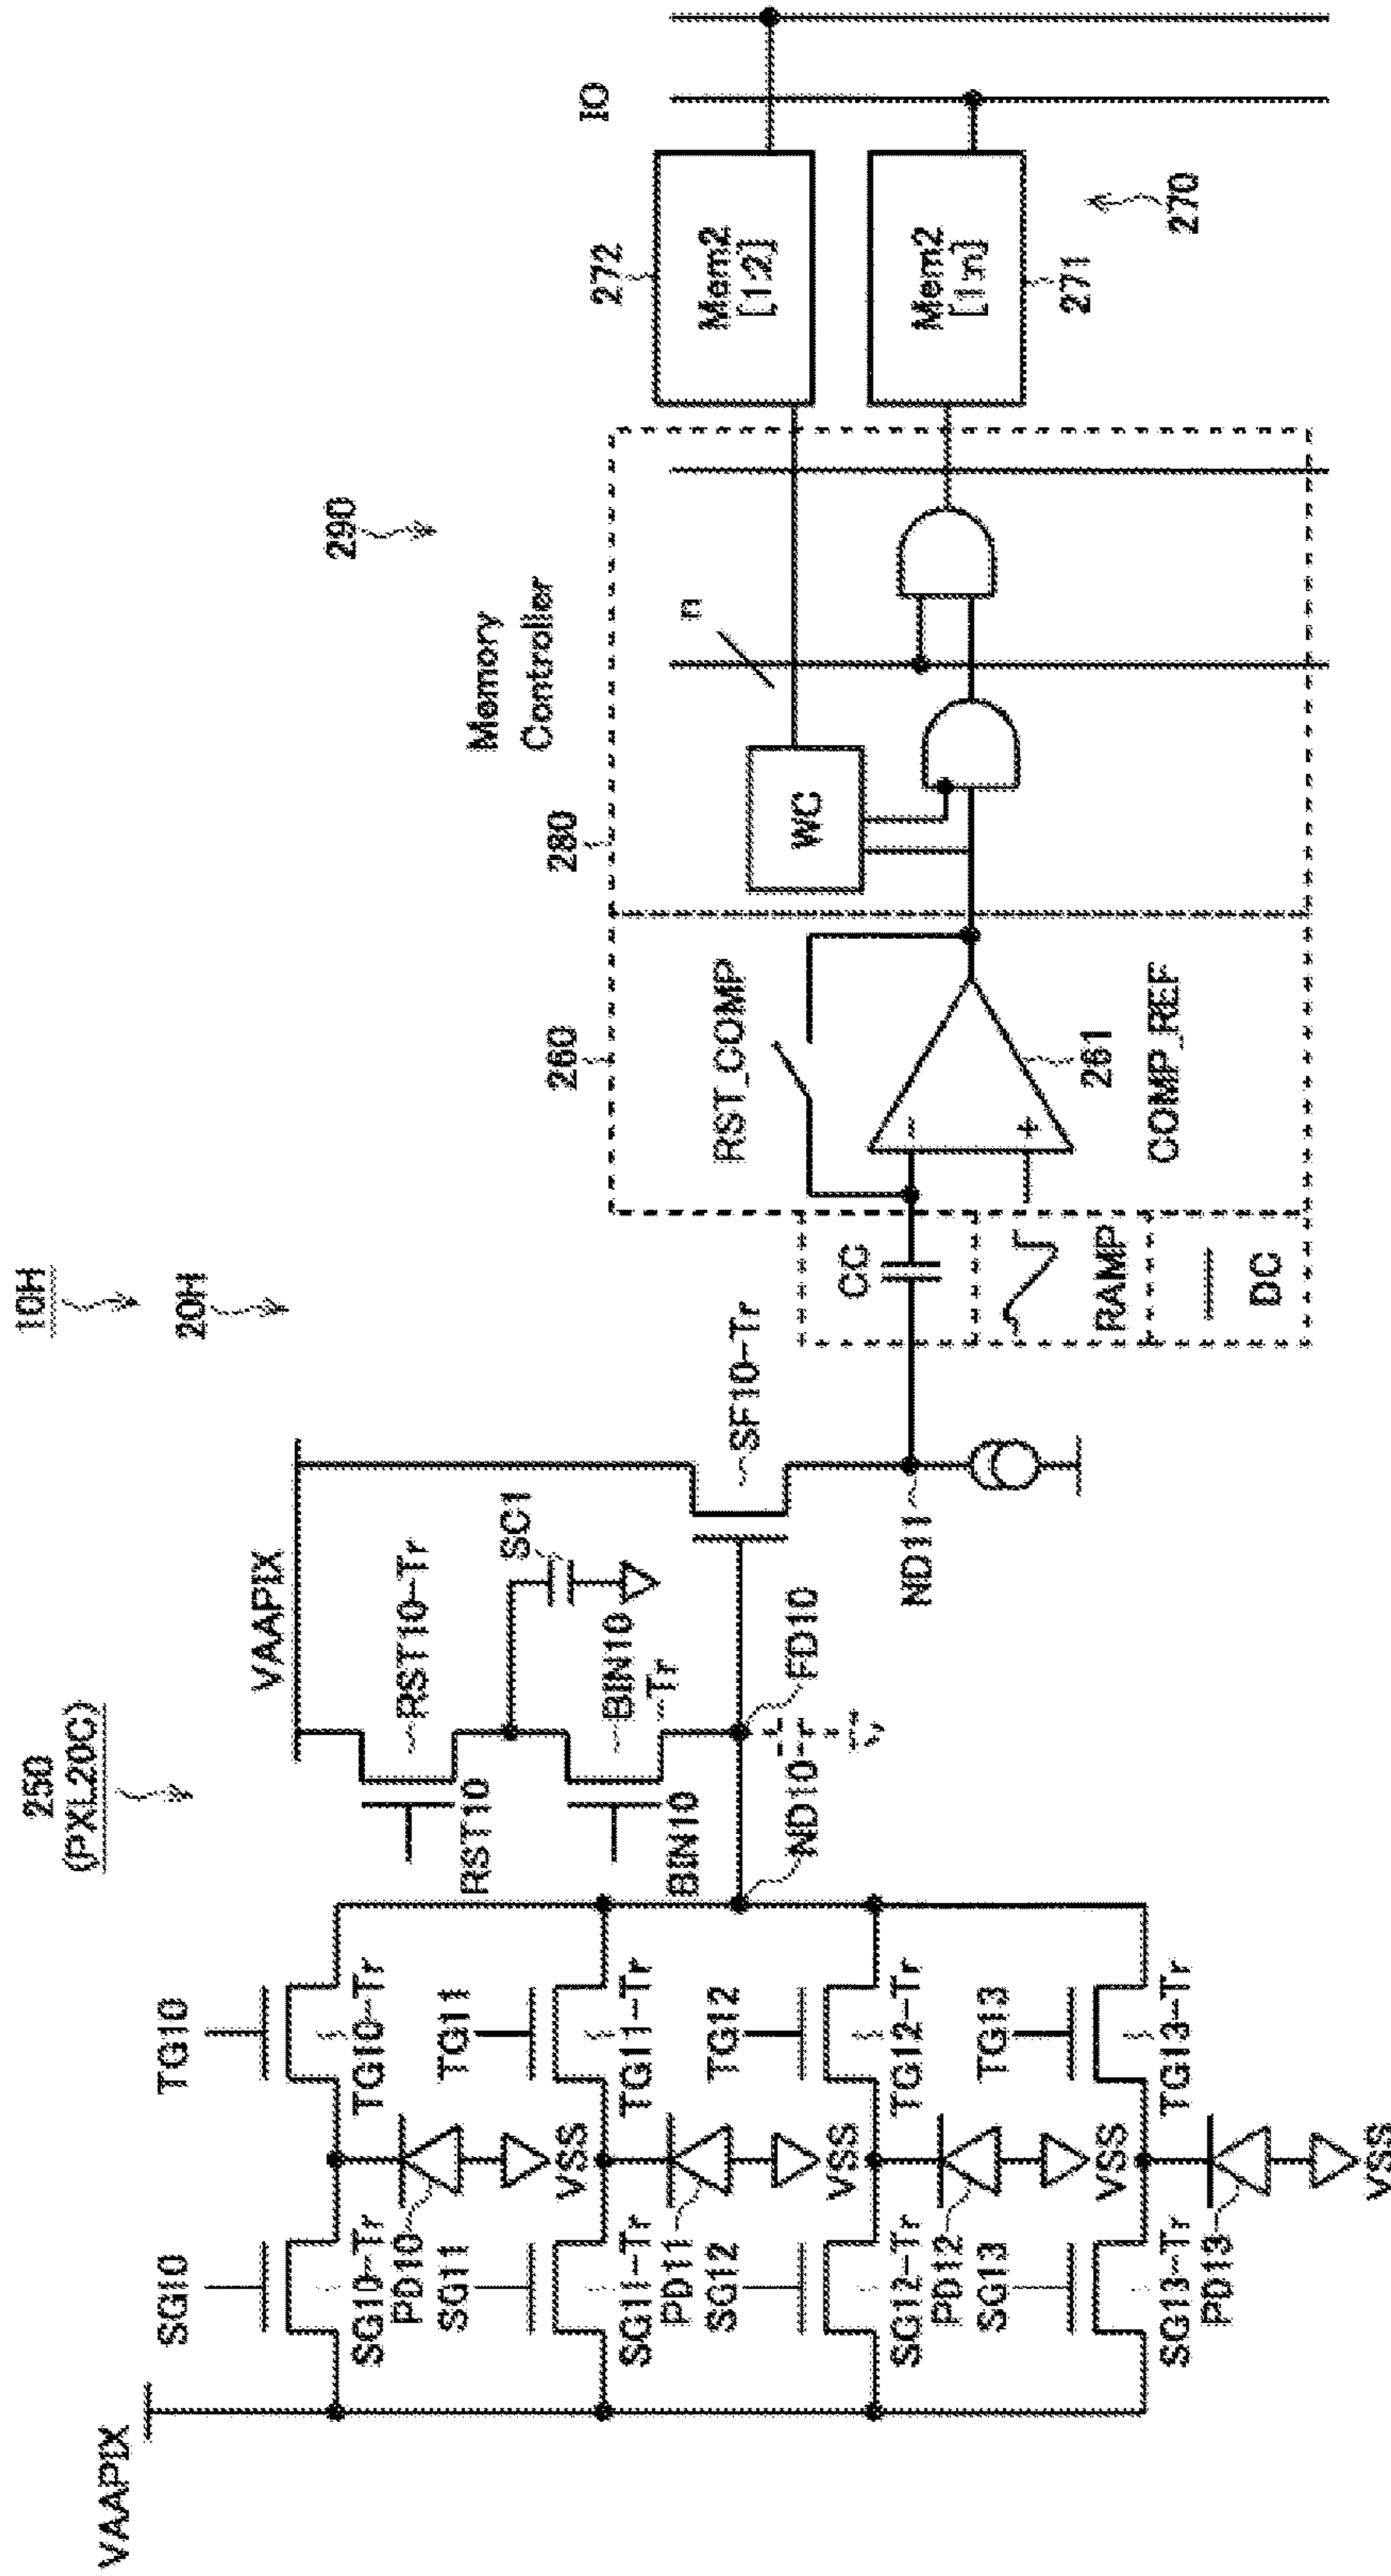 10H
20H
250
(PXL20C)
290
VAAPIX
SG10
TG10
SG10-Tr
TG10-Tr
PD10
VSS
SG11
TG11
SG11-Tr
TG11-Tr
PD11
VSS
SG12
TG12
SG12-Tr
TG12-Tr
PD12
VSS
SG13
TG13
SG13-Tr
TG13-Tr
PD13
VSS
VAAPIX
RST10
RST10-Tr
SC1
BIN10
BIN10
-Tr
ND10
FD10
SF10-Tr
ND11
CC
RAMP
DC
260
RST_COMP
-
+
261
COMP_REF
280
Memory
Controller
WC
n
272
Mem2
[1:2]
Mem2
[1:n]
271
270
IO